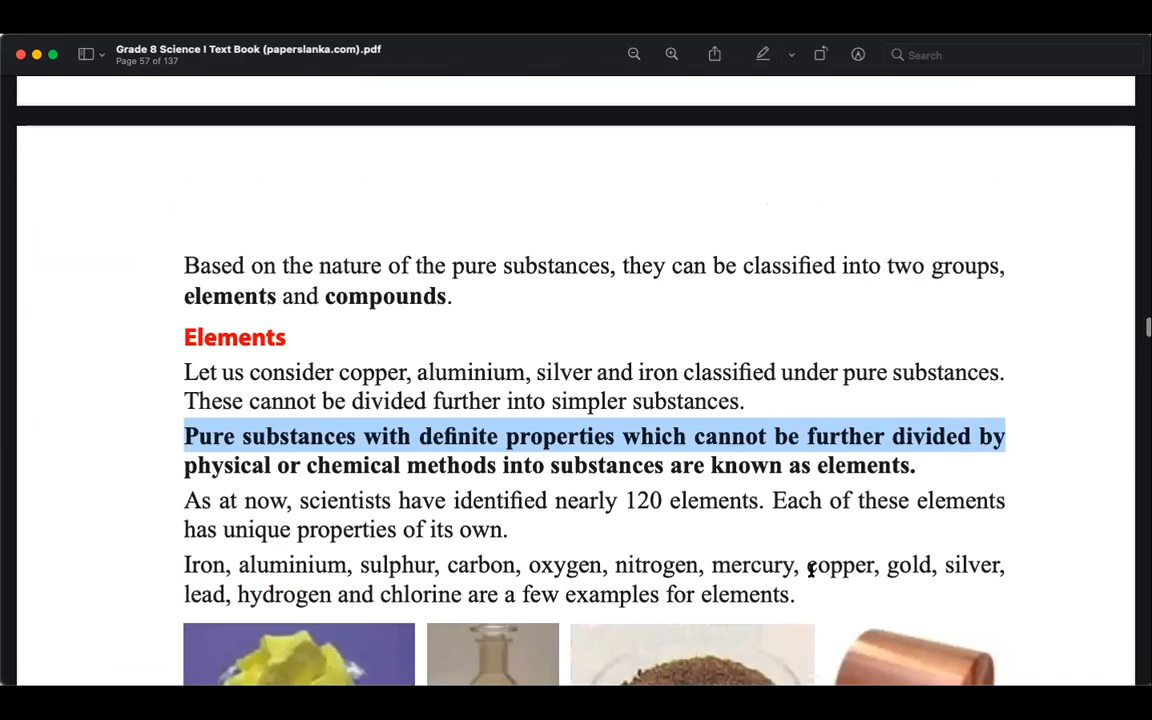 Grade 8 Science I Text Book (paperslanka.com).pdf
Page 57 of 137
Search
Based on the nature of the pure substances, they can be classified into two groups,
elements and compounds.
Elements
Let us consider copper, aluminium, silver and iron classified under pure substances.
These cannot be divided further into simpler substances.
Pure substances with definite properties which cannot be further divided by
physical or chemical methods into substances are known as elements.
As at now, scientists have identified nearly 120 elements. Each of these elements
has unique properties of its own.
Iron, aluminium, sulphur, carbon, oxygen, nitrogen, mercury, copper, gold, silver,
lead, hydrogen and chlorine are a few examples for elements.